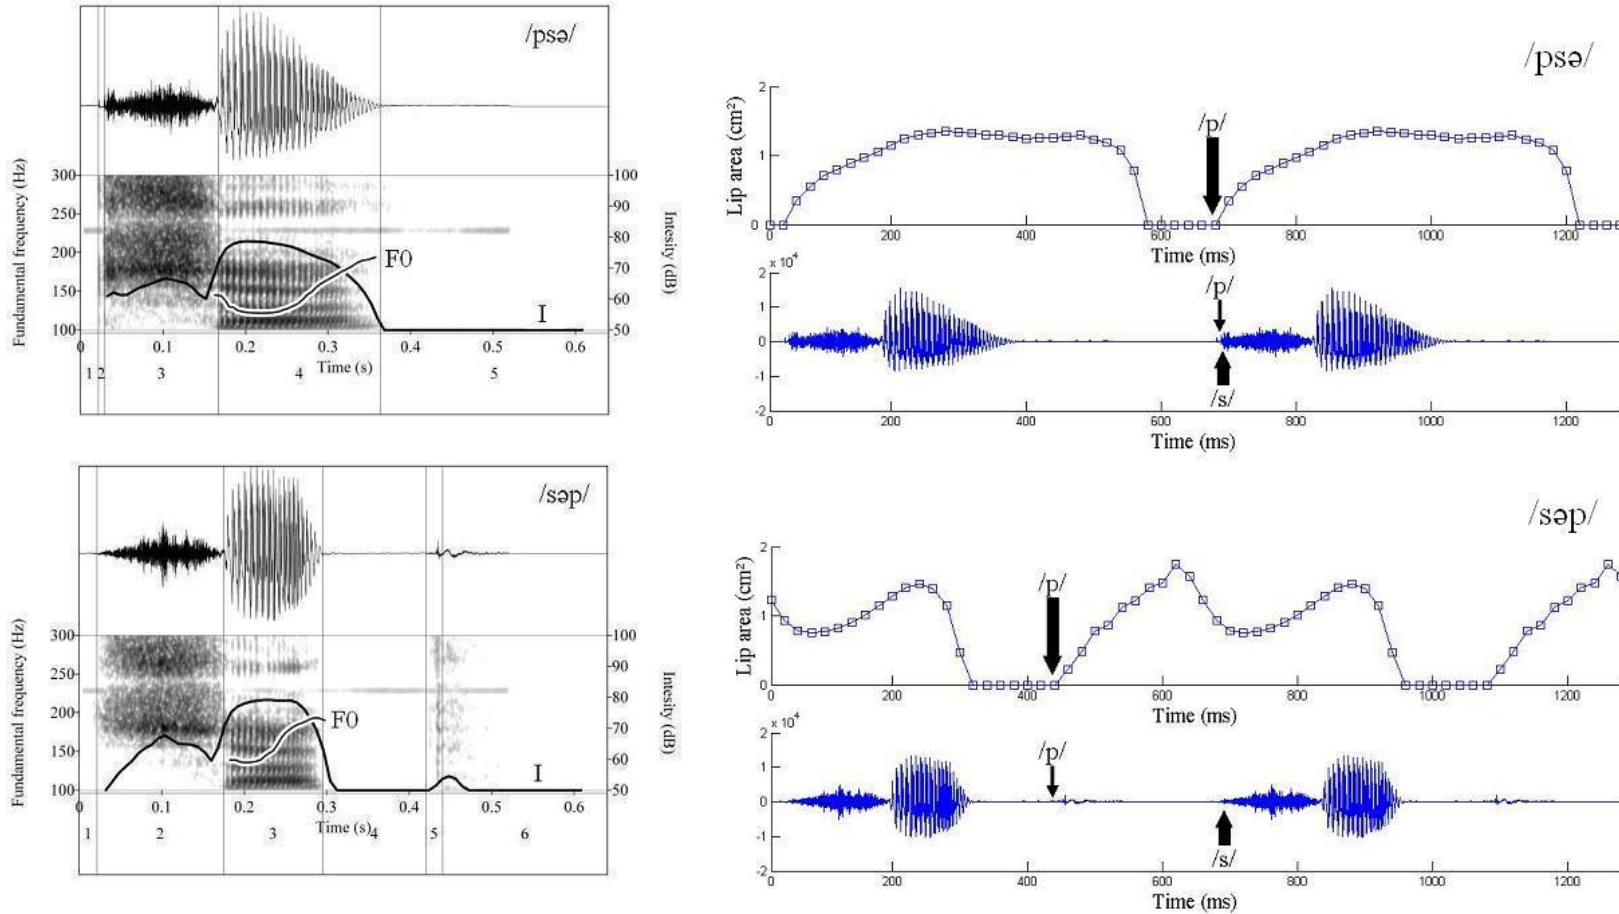 /psə/
Fundamental frequency (Hz)
300
250
200
150
100
100
90
80
70
60
50
Intesity (dB)
F0
I
0 0.1 0.2 0.3 0.4 0.5 0.6
Time (s)
1 2 3 4 5
/psə/
Lip area (cm²)
2
1
0
/p/
0 200 400 600 800 1000 1200
Time (ms)
x 10⁴
2
1
0
-1
-2
/p/
/s/
0 200 400 600 800 1000 1200
Time (ms)
/səp/
Fundamental frequency (Hz)
300
250
200
150
100
100
90
80
70
60
50
Intesity (dB)
F0
I
0 0.1 0.2 0.3 0.4 0.5 0.6
Time (s)
1 2 3 4 5 6
/səp/
Lip area (cm²)
2
1
0
/p/
0 200 400 600 800 1000 1200
Time (ms)
x 10⁴
2
1
0
-1
-2
/p/
/s/
0 200 400 600 800 1000 1200
Time (ms)